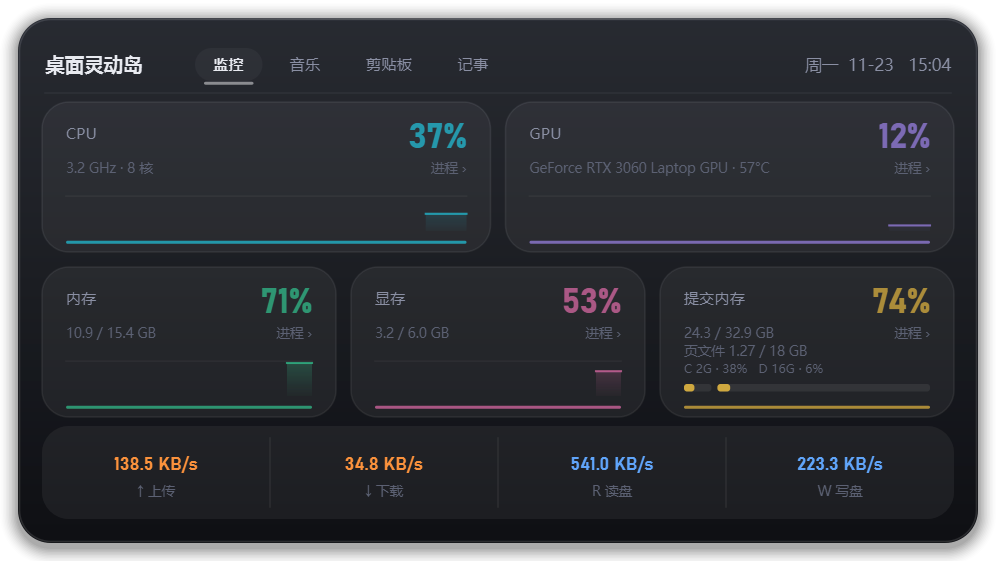 桌面灵动岛 监控 音乐 剪贴板 记事 周一 11-23 15:04
CPU 37%
3.2 GHz · 8 核 进程 ›
GPU 12%
GeForce RTX 3060 Laptop GPU · 57°C 进程 ›
内存 71%
10.9 / 15.4 GB 进程 ›
显存 53%
3.2 / 6.0 GB 进程 ›
提交内存 74%
24.3 / 32.9 GB 进程 ›
页文件 1.27 / 18 GB
C 2G · 38% D 16G · 6%
138.5 KB/s
↑ 上传
34.8 KB/s
↓ 下载
541.0 KB/s
R 读盘
223.3 KB/s
W 写盘